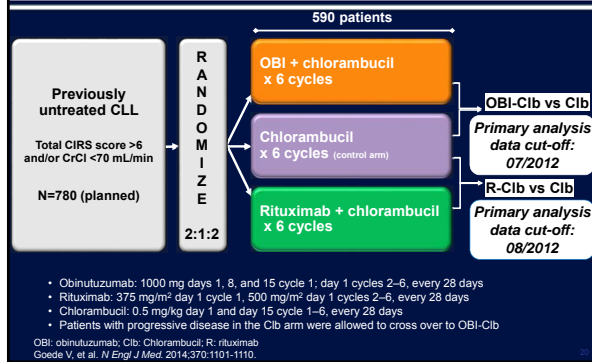 590 patients
Previously
untreated CLL
Total CIRS score >6
and/or CrCl <70 mL/min
N=780 (planned)
R
A
N
D
O
M
I
Z
E
2:1:2
OBI + chlorambucil
x 6 cycles
Chlorambucil
x 6 cycles (control arm)
Rituximab + chlorambucil
x 6 cycles
OBI-Clb vs Clb
Primary analysis
data cut-off:
07/2012
R-Clb vs Clb
Primary analysis
data cut-off:
08/2012
• Obinutuzumab: 1000 mg days 1, 8, and 15 cycle 1; day 1 cycles 2–6, every 28 days
• Rituximab: 375 mg/m² day 1 cycle 1, 500 mg/m² day 1 cycles 2–6, every 28 days
• Chlorambucil: 0.5 mg/kg day 1 and day 15 cycle 1–6, every 28 days
• Patients with progressive disease in the Clb arm were allowed to cross over to OBI-Clb
OBI: obinutuzumab; Clb: Chlorambucil; R: rituximab
Goede V, et al. N Engl J Med. 2014;370:1101-1110.
20